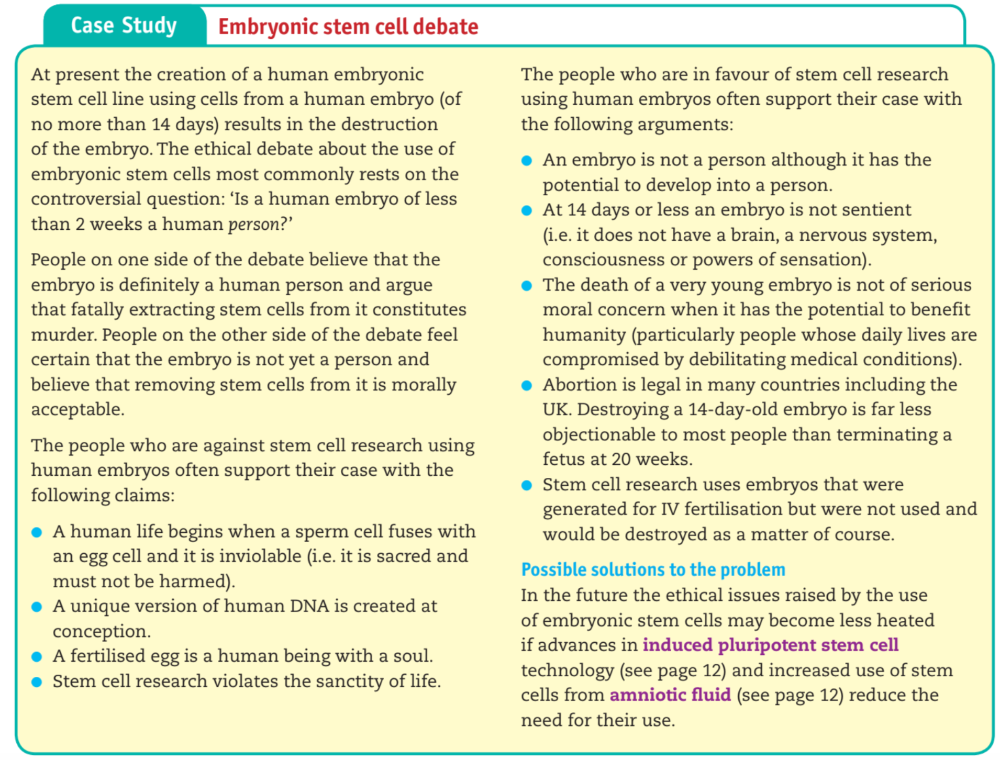 Case Study
Embryonic stem cell debate
At present the creation of a human embryonic
stem cell line using cells from a human embryo (of
no more than 14 days) results in the destruction
of the embryo. The ethical debate about the use of
embryonic stem cells most commonly rests on the
controversial question: ‘Is a human embryo of less
than 2 weeks a human person?’
People on one side of the debate believe that the
embryo is definitely a human person and argue
that fatally extracting stem cells from it constitutes
murder. People on the other side of the debate feel
certain that the embryo is not yet a person and
believe that removing stem cells from it is morally
acceptable.
The people who are against stem cell research using
human embryos often support their case with the
following claims:
● A human life begins when a sperm cell fuses with
an egg cell and it is inviolable (i.e. it is sacred and
must not be harmed).
● A unique version of human DNA is created at
conception.
● A fertilised egg is a human being with a soul.
● Stem cell research violates the sanctity of life.
The people who are in favour of stem cell research
using human embryos often support their case with
the following arguments:
● An embryo is not a person although it has the
potential to develop into a person.
● At 14 days or less an embryo is not sentient
(i.e. it does not have a brain, a nervous system,
consciousness or powers of sensation).
● The death of a very young embryo is not of serious
moral concern when it has the potential to benefit
humanity (particularly people whose daily lives are
compromised by debilitating medical conditions).
● Abortion is legal in many countries including the
UK. Destroying a 14-day-old embryo is far less
objectionable to most people than terminating a
fetus at 20 weeks.
● Stem cell research uses embryos that were
generated for IV fertilisation but were not used and
would be destroyed as a matter of course.
Possible solutions to the problem
In the future the ethical issues raised by the use
of embryonic stem cells may become less heated
if advances in induced pluripotent stem cell
technology (see page 12) and increased use of stem
cells from amniotic fluid (see page 12) reduce the
need for their use.